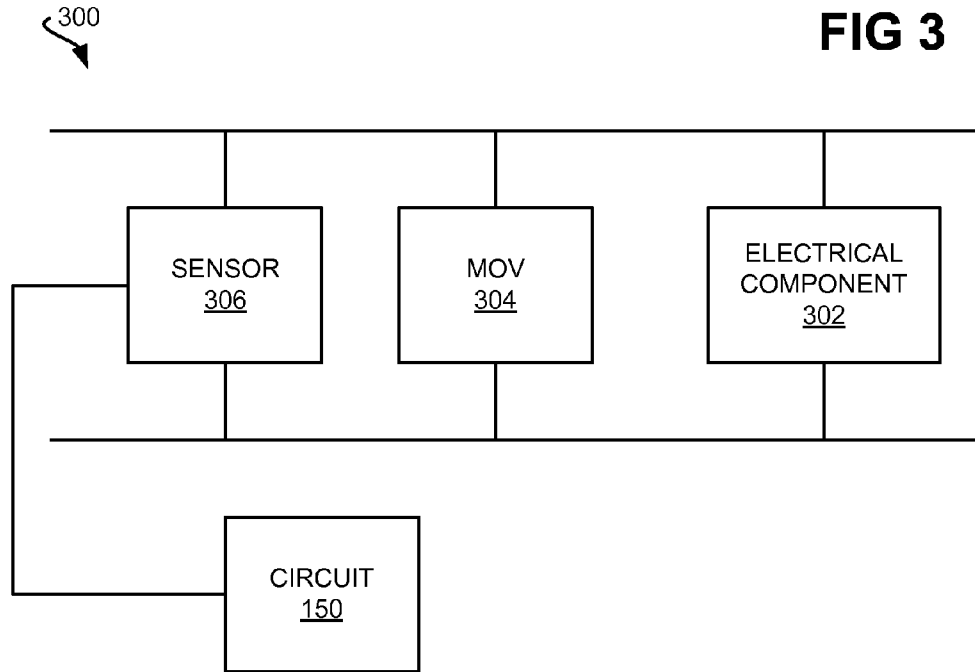 300
FIG 3
SENSOR
306
MOV
304
ELECTRICAL
COMPONENT
302
CIRCUIT
150